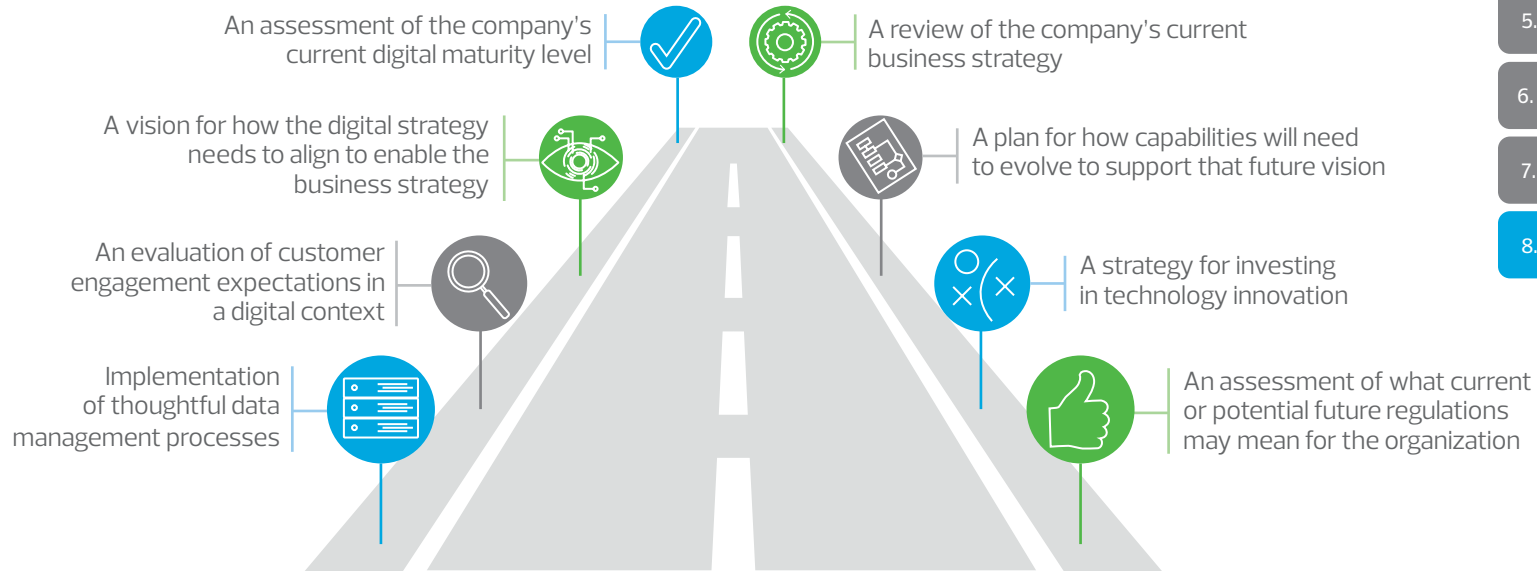 An assessment of the company’s
current digital maturity level
A review of the company’s current
business strategy
A vision for how the digital strategy
needs to align to enable the
business strategy
A plan for how capabilities will need
to evolve to support that future vision
An evaluation of customer
engagement expectations in
a digital context
A strategy for investing
in technology innovation
Implementation
of thoughtful data
management processes
An assessment of what current
or potential future regulations
may mean for the organization
5.
6.
7.
8.